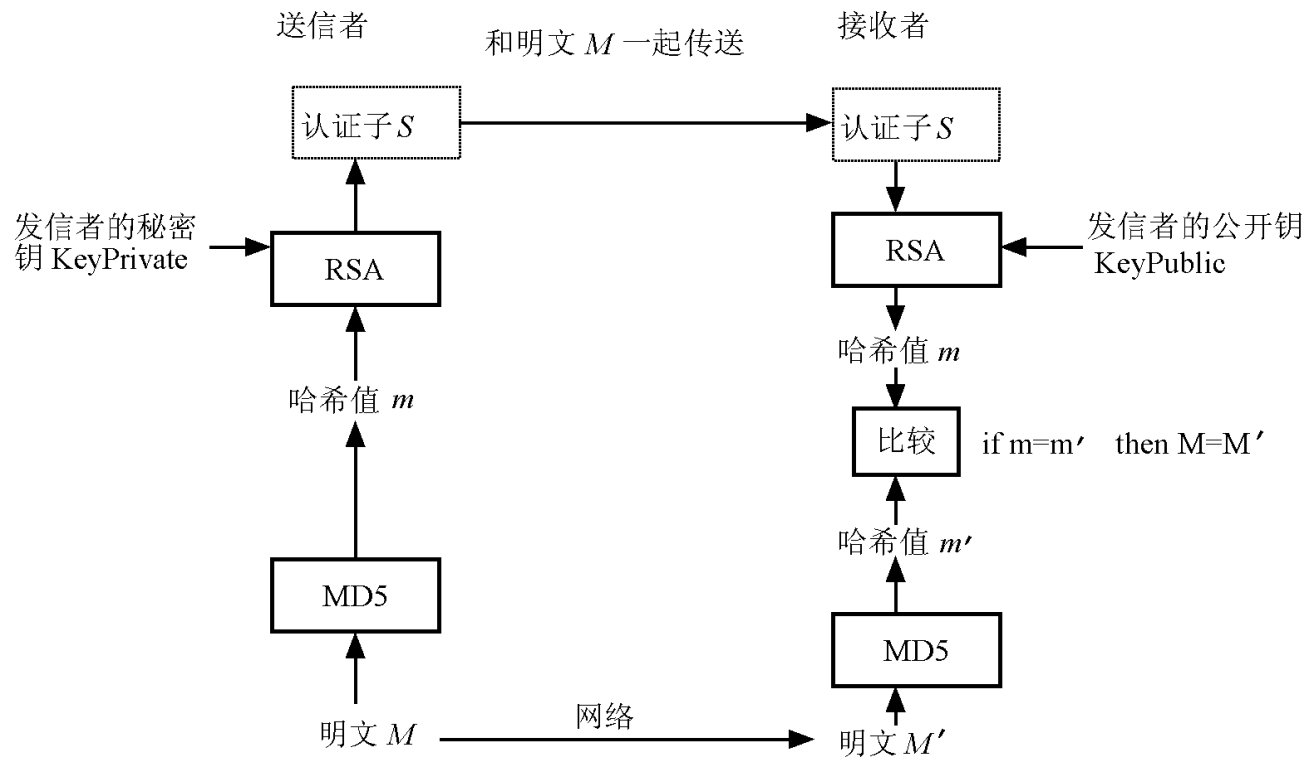 送信者
和明文 M 一起传送
接收者
认证子 S
认证子 S
发信者的秘密
钥 KeyPrivate
RSA
RSA
发信者的公开钥
KeyPublic
哈希值 m
哈希值 m
比较
if m=m′ then M=M′
哈希值 m′
MD5
MD5
明文 M
网络
明文 M′